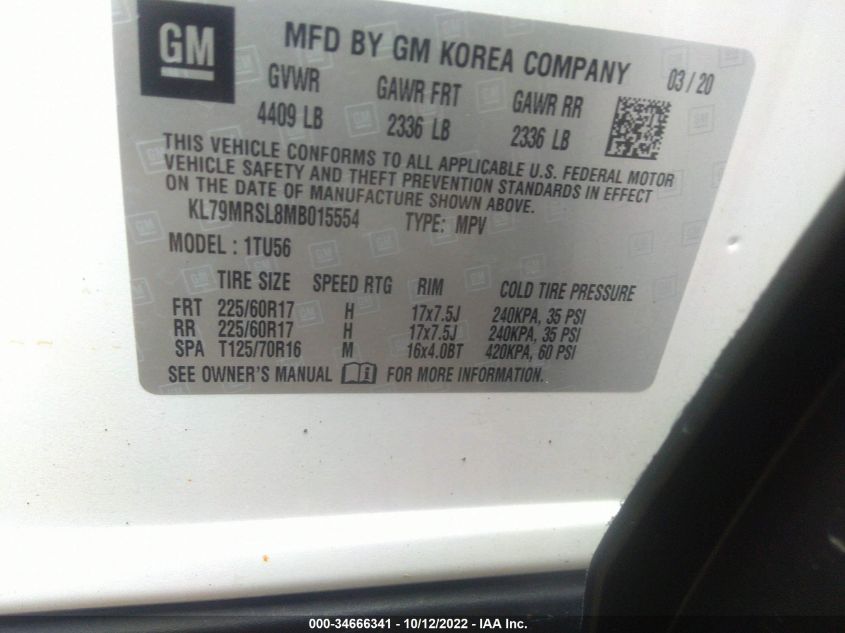 GM
MFD BY GM KOREA COMPANY 03/20
GVWR GAWR FRT GAWR RR
4409 LB 2336 LB 2336 LB
THIS VEHICLE CONFORMS TO ALL APPLICABLE U.S. FEDERAL MOTOR
VEHICLE SAFETY AND THEFT PREVENTION STANDARDS IN EFFECT
ON THE DATE OF MANUFACTURE SHOWN ABOVE.
KL79MRSL8MB015554 TYPE: MPV
MODEL : 1TU56
TIRE SIZE SPEED RTG RIM COLD TIRE PRESSURE
FRT 225/60R17 H 17x7.5J 240KPA, 35 PSI
RR 225/60R17 H 17x7.5J 240KPA, 35 PSI
SPA T125/70R16 M 16x4.0BT 420KPA, 60 PSI
SEE OWNER'S MANUAL FOR MORE INFORMATION.
000-34666341 - 10/12/2022 - IAA Inc.